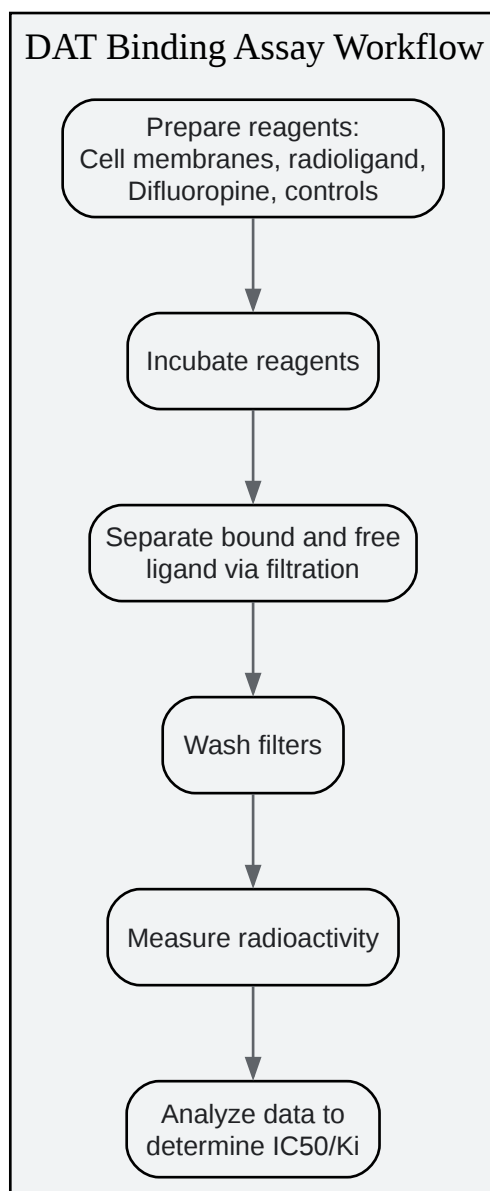 DAT Binding Assay Workflow
Prepare reagents:
Cell membranes, radioligand,
Difluoropine, controls
Incubate reagents
Separate bound and free
ligand via filtration
Wash filters
Measure radioactivity
Analyze data to
determine IC50/Ki